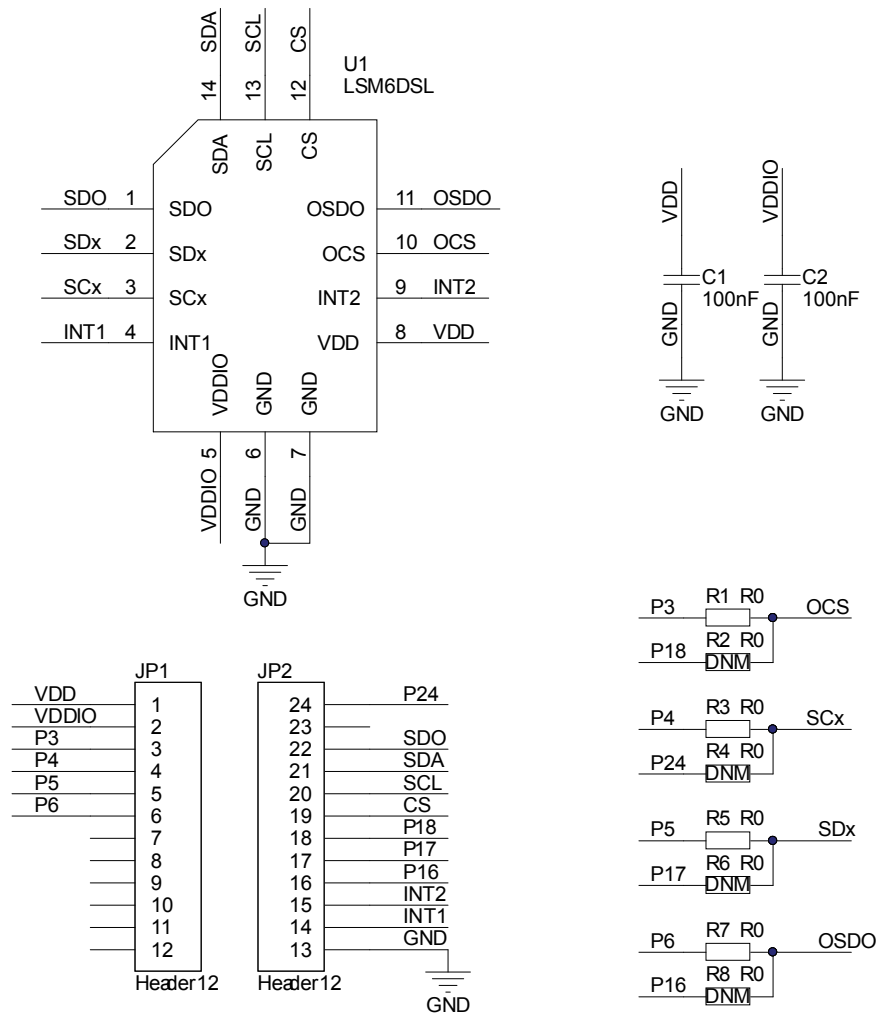 SDA
SCL
CS
14
13
12
U1
LSM6DSL
SDA
SCL
CS
SDO 1
SDO
OSDO
11 OSDO
SDx 2
SDx
OCS
10 OCS
SCx 3
SCx
INT2
9 INT2
INT1 4
INT1
VDD
8 VDD
VDDIO
GND
GND
5
6
7
VDDIO
GND
GND
GND
VDD
C1
100nF
GND
GND
VDDIO
C2
100nF
GND
GND
P3
R1 R0
OCS
P18
R2 R0
DNM
P4
R3 R0
SCx
P24
R4 R0
DNM
P5
R5 R0
SDx
P17
R6 R0
DNM
P6
R7 R0
OSDO
P16
R8 R0
DNM
JP1
VDD 1
VDDIO 2
P3 3
P4 4
P5 5
P6 6
7
8
9
10
11
12
Header12
JP2
24 P24
23
22 SDO
21 SDA
20 SCL
19 CS
18 P18
17 P17
16 P16
15 INT2
14 INT1
13 GND
Header12
GND